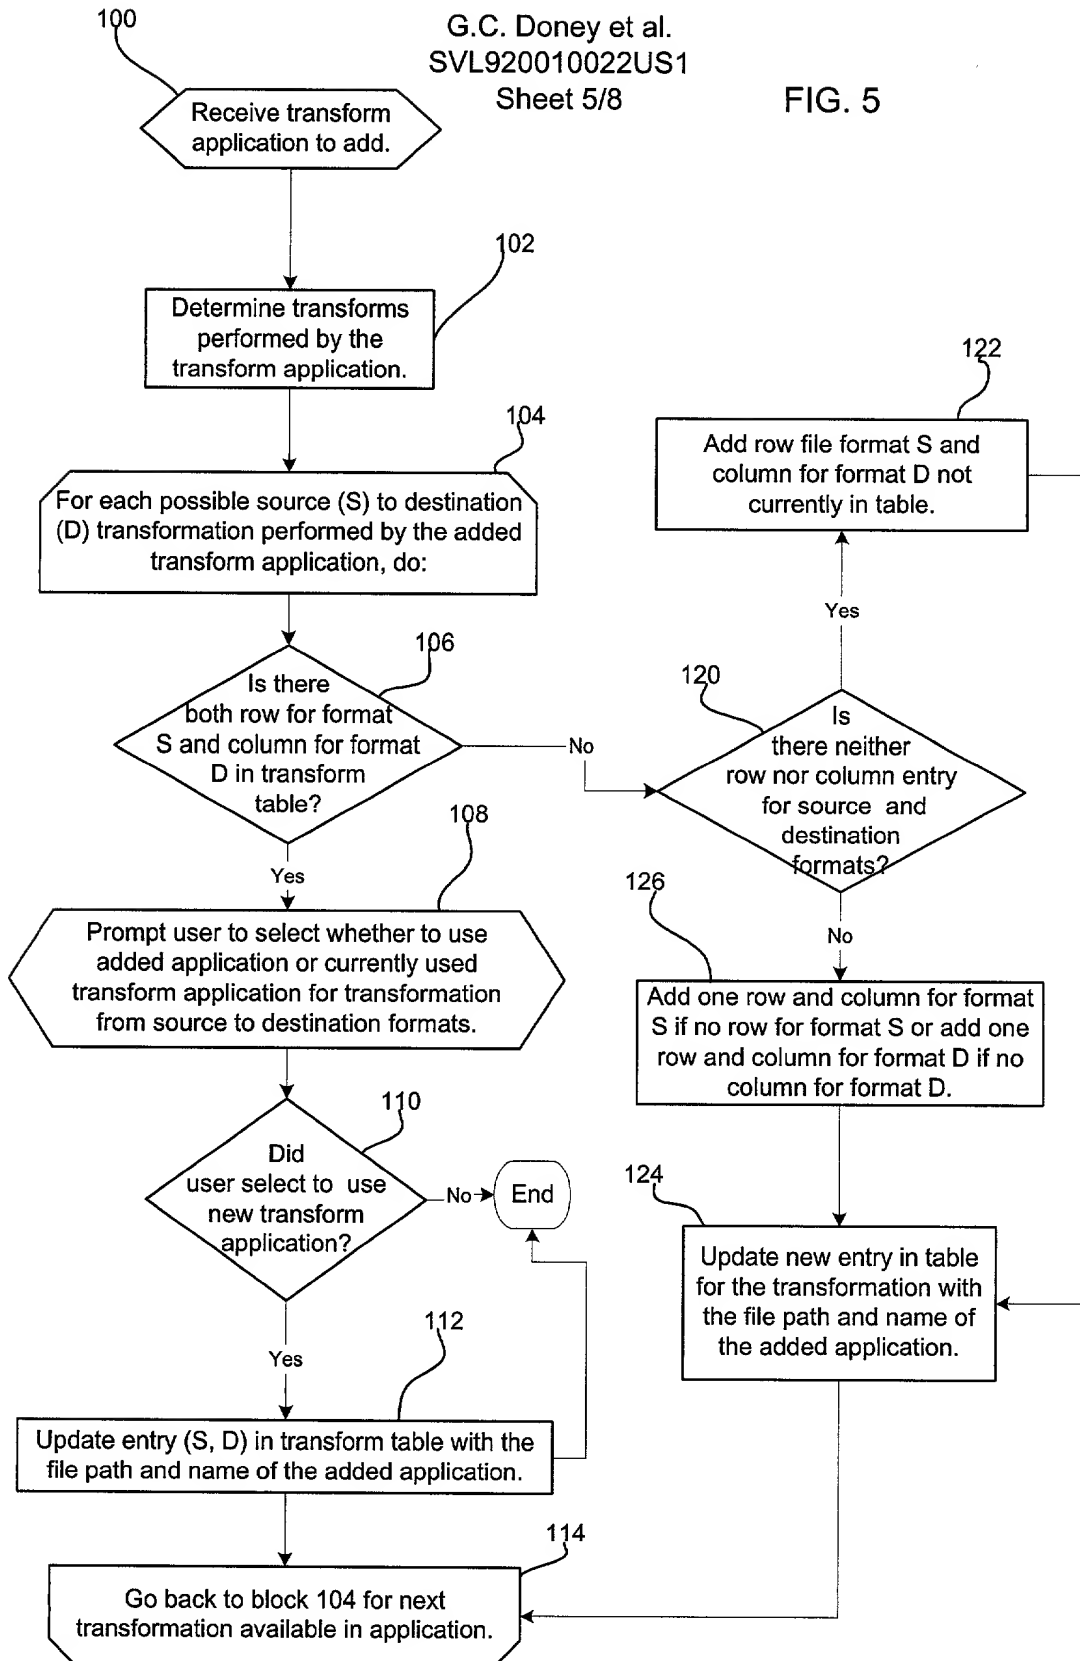 100
G.C. Doney et al.
SVL920010022US1
Sheet 5/8
FIG. 5
Receive transform
application to add.
102
Determine transforms
performed by the
transform application.
104
For each possible source (S) to destination
(D) transformation performed by the added
transform application, do:
106
Is there
both row for format
S and column for format
D in transform
table?
No
Yes
108
Prompt user to select whether to use
added application or currently used
transform application for transformation
from source to destination formats.
110
Did
user select to use
new transform
application?
No
End
Yes
112
Update entry (S, D) in transform table with the
file path and name of the added application.
114
Go back to block 104 for next
transformation available in application.
122
Add row file format S and
column for format D not
currently in table.
Yes
120
Is
there neither
row nor column entry
for source and
destination
formats?
No
126
Add one row and column for format
S if no row for format S or add one
row and column for format D if no
column for format D.
124
Update new entry in table
for the transformation with
the file path and name of
the added application.